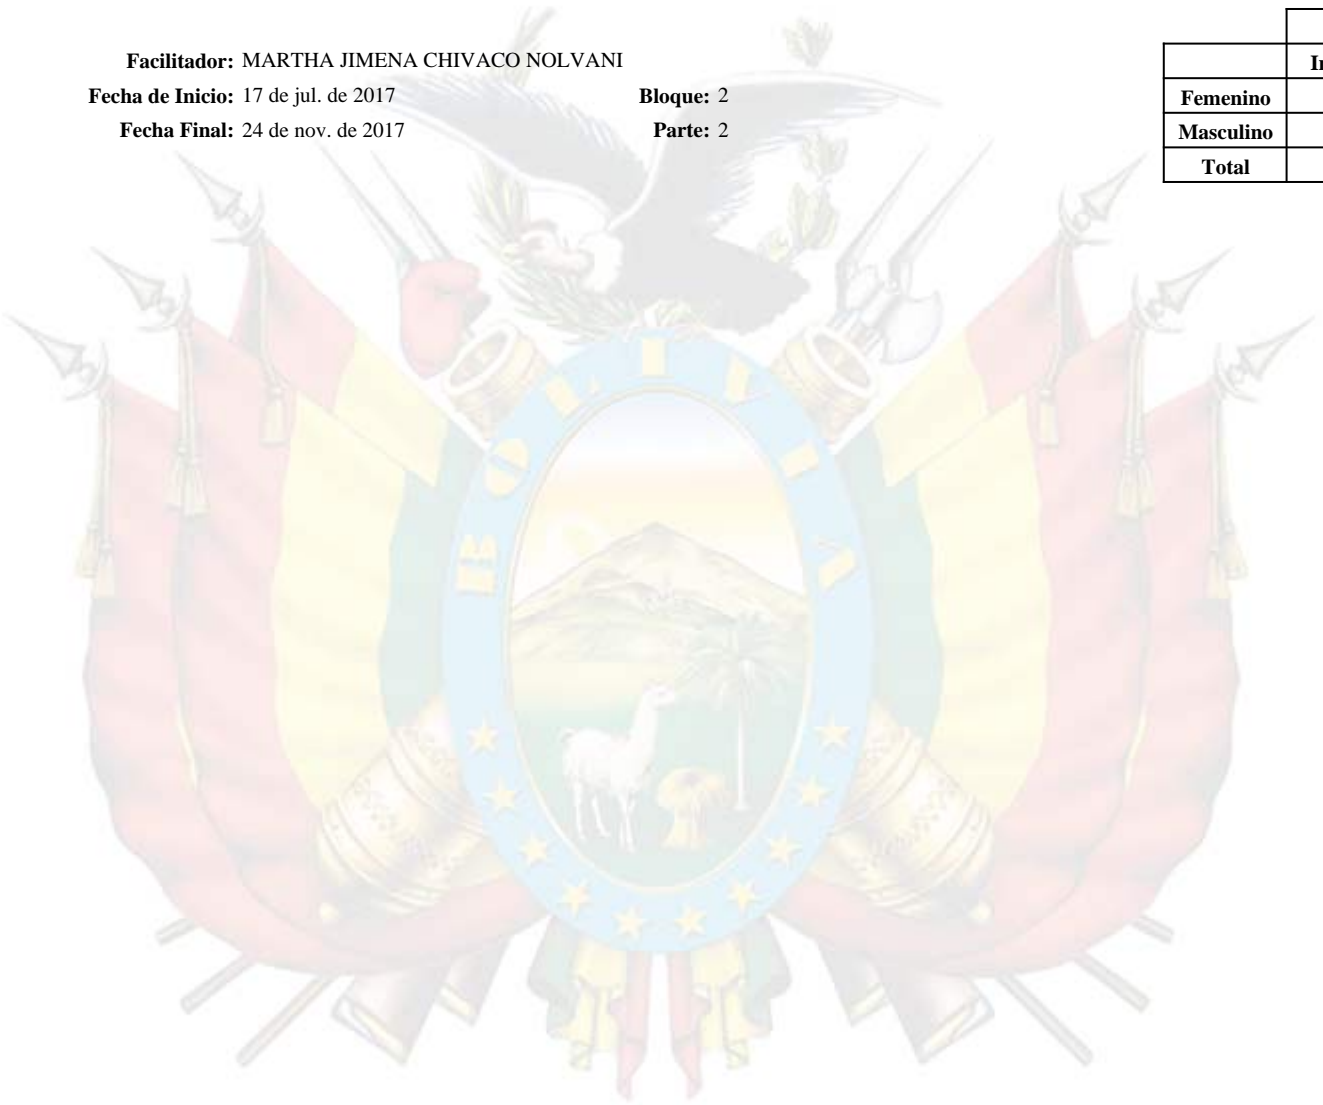 Facilitador: MARTHA JIMENA CHIVACO NOLVANI
Fecha de Inicio: 17 de jul. de 2017 Bloque: 2
Fecha Final: 24 de nov. de 2017 Parte: 2
Femenino
Masculino
Total
BOLIVIA